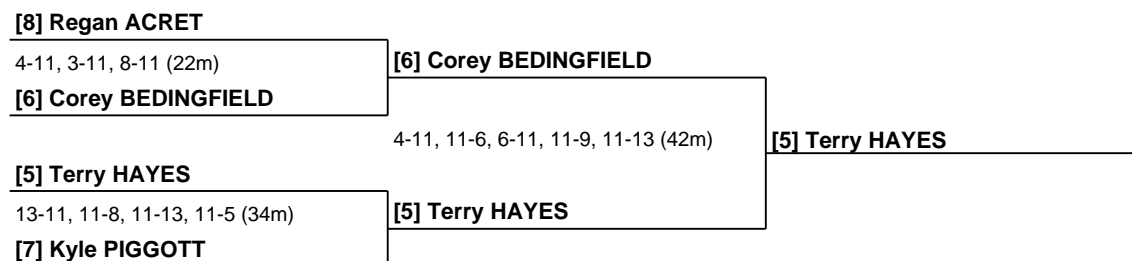 [8] Regan ACRET
4-11, 3-11, 8-11 (22m)
[6] Corey BEDINGFIELD
[6] Corey BEDINGFIELD
4-11, 11-6, 6-11, 11-9, 11-13 (42m)
[5] Terry HAYES
[5] Terry HAYES
13-11, 11-8, 11-13, 11-5 (34m)
[5] Terry HAYES
[7] Kyle PIGGOTT